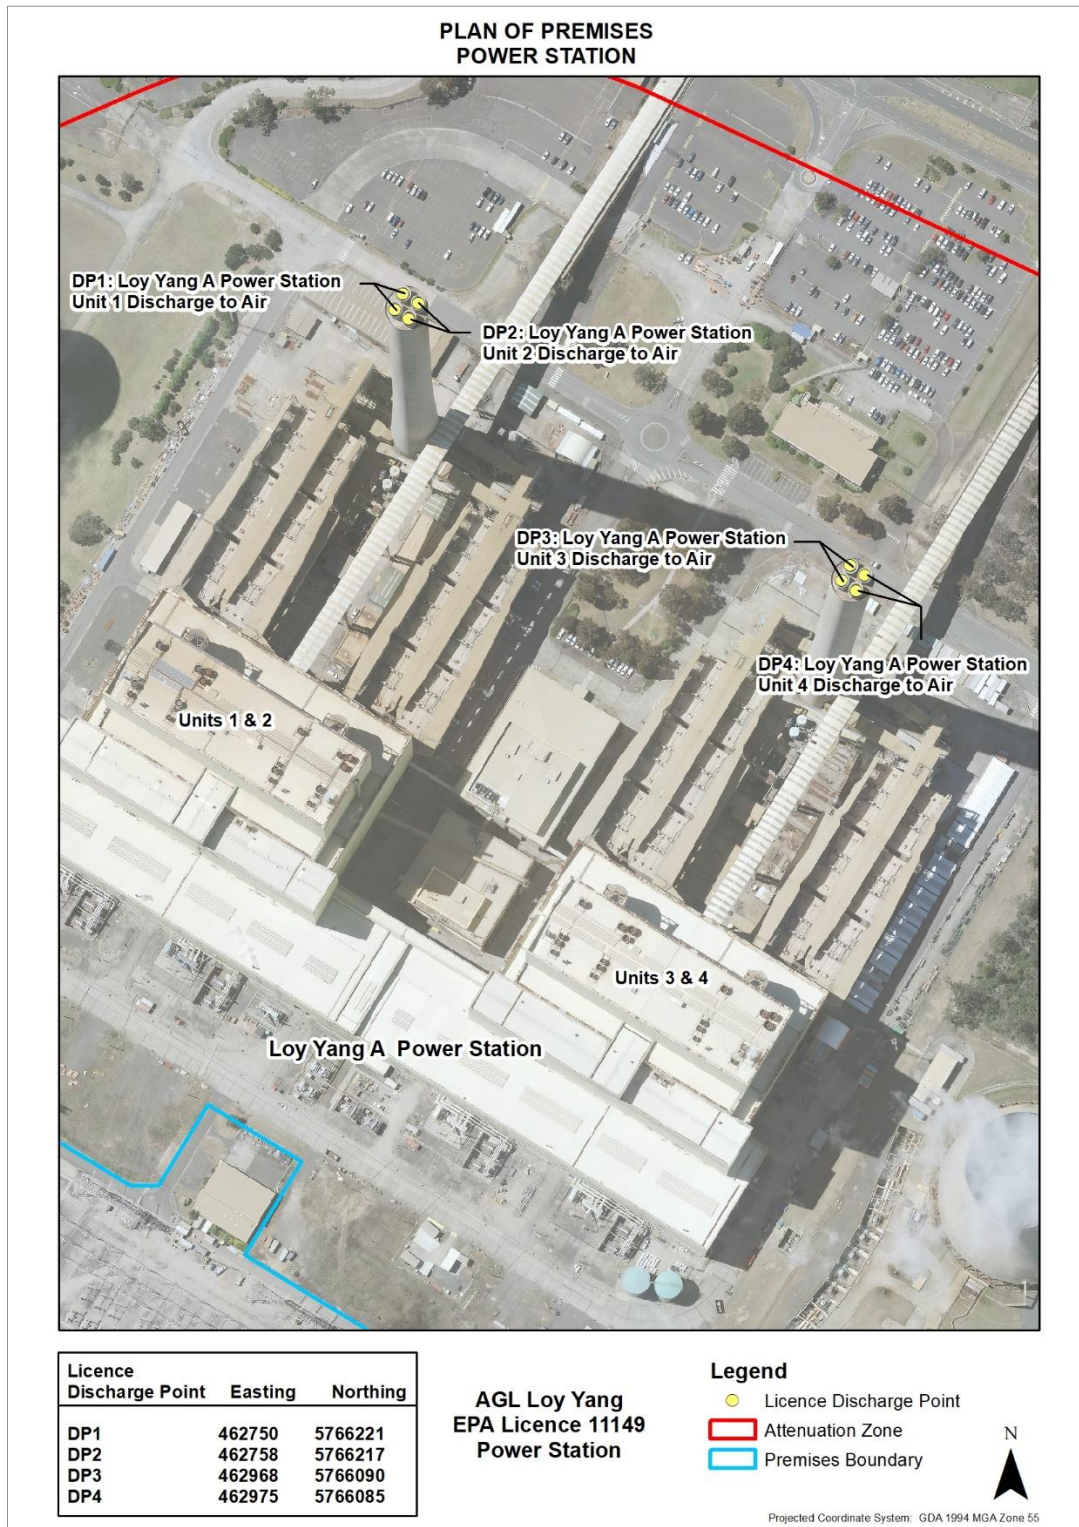 PLAN OF PREMISES
POWER STATION
DP1: Loy Yang A Power Station
Unit 1 Discharge to Air
DP2: Loy Yang A Power Station
Unit 2 Discharge to Air
DP3: Loy Yang A Power Station
Unit 3 Discharge to Air
DP4: Loy Yang A Power Station
Unit 4 Discharge to Air
Units 1 & 2
Units 3 & 4
Loy Yang A Power Station
Licence
Discharge Point Easting Northing
DP1 462750 5766221
DP2 462758 5766217
DP3 462968 5766090
DP4 462975 5766085
AGL Loy Yang
EPA Licence 11149
Power Station
Legend
Licence Discharge Point
Attenuation Zone
Premises Boundary
N
Projected Coordinate System: GDA 1994 MGA Zone 55